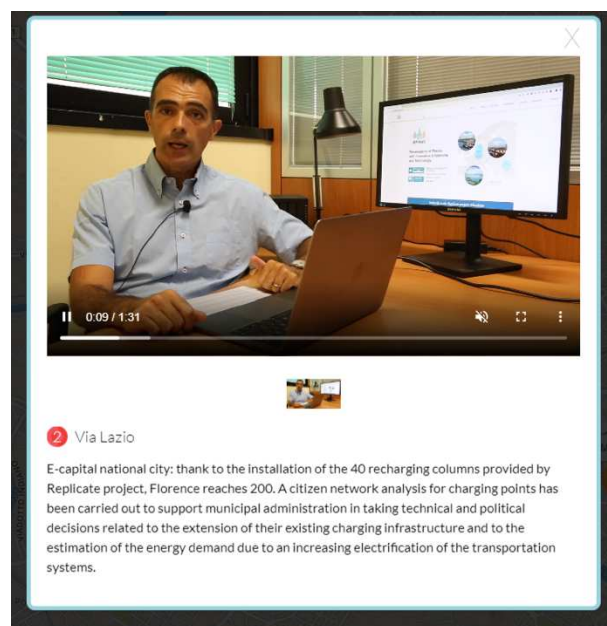 X
0:09 / 1:31
2 Via Lazio
E-capital national city: thank to the installation of the 40 recharging columns provided by
Replicate project, Florence reaches 200. A citizen network analysis for charging points has
been carried out to support municipal administration in taking technical and political
decisions related to the extension of their existing charging infrastructure and to the
estimation of the energy demand due to an increasing electrification of the transportation
systems.